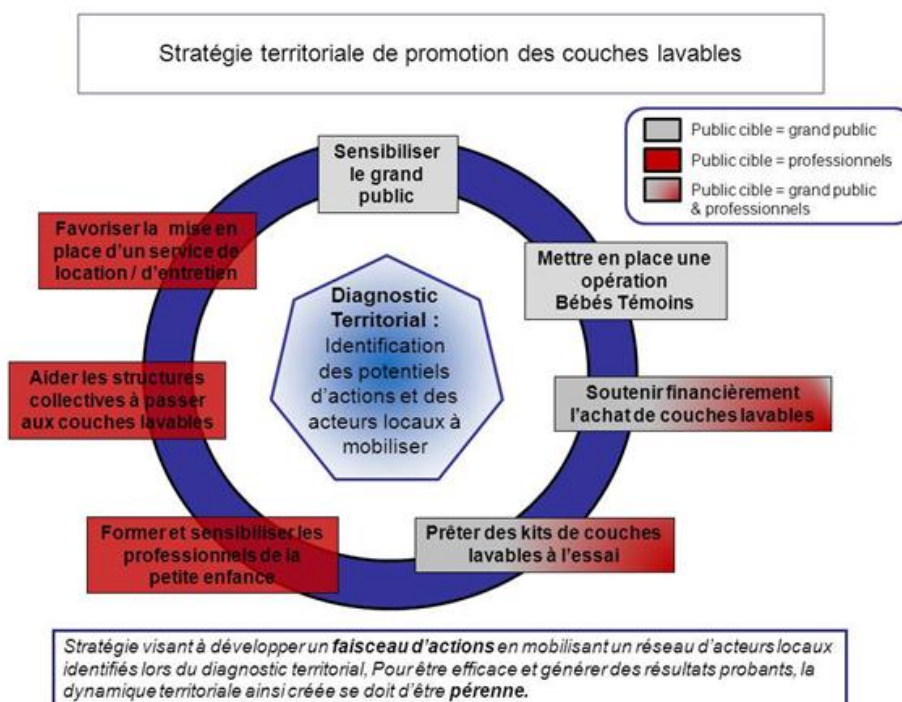 Stratégie territoriale de promotion des couches lavables
Public cible = grand public
Public cible = professionnels
Public cible = grand public
& professionnels
Sensibiliser
le grand
public
Mettre en place une
opération
Bébés Témoins
Soutenir financièrement
l'achat de couches lavables
Prêter des kits de couches
lavables à l'essai
Former et sensibiliser les
professionnels de la
petite enfance
Aider les structures
collectives à passer
aux couches lavables
Favoriser la mise en
place d'un service de
location / d'entretien
Diagnostic
Territorial :
Identification
des potentiels
d'actions et des
acteurs locaux à
mobiliser
Stratégie visant à développer un faisceau d'actions en mobilisant un réseau d'acteurs locaux
identifiés lors du diagnostic territorial, Pour être efficace et générer des résultats probants, la
dynamique territoriale ainsi créée se doit d'être pérenne.